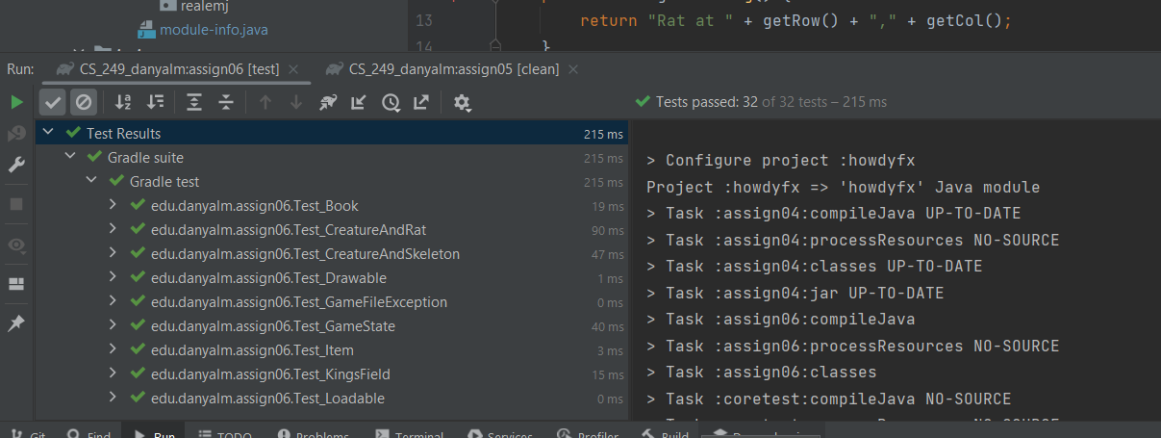 realemj
module-info.java
13 return "Rat at " + getRow() + "," + getCol();
14 }
Run: CS_249_danyalm:assign06 [test] × CS_249_danyalm:assign05 [clean] ×
Tests passed: 32 of 32 tests – 215 ms
Test Results 215 ms
Gradle suite 215 ms
Gradle test 215 ms
edu.danyalm.assign06.Test_Book 19 ms
edu.danyalm.assign06.Test_CreatureAndRat 90 ms
edu.danyalm.assign06.Test_CreatureAndSkeleton 47 ms
edu.danyalm.assign06.Test_Drawable 1 ms
edu.danyalm.assign06.Test_GameFileException 0 ms
edu.danyalm.assign06.Test_GameState 40 ms
edu.danyalm.assign06.Test_Item 3 ms
edu.danyalm.assign06.Test_KingsField 15 ms
edu.danyalm.assign06.Test_Loadable 0 ms
> Configure project :howdyfx
Project :howdyfx => 'howdyfx' Java module
> Task :assign04:compileJava UP-TO-DATE
> Task :assign04:processResources NO-SOURCE
> Task :assign04:classes UP-TO-DATE
> Task :assign04:jar UP-TO-DATE
> Task :assign06:compileJava
> Task :assign06:processResources NO-SOURCE
> Task :assign06:classes
> Task :coretest:compileJava NO-SOURCE
Git Find Run TODO Problems Terminal Services Profiler Build